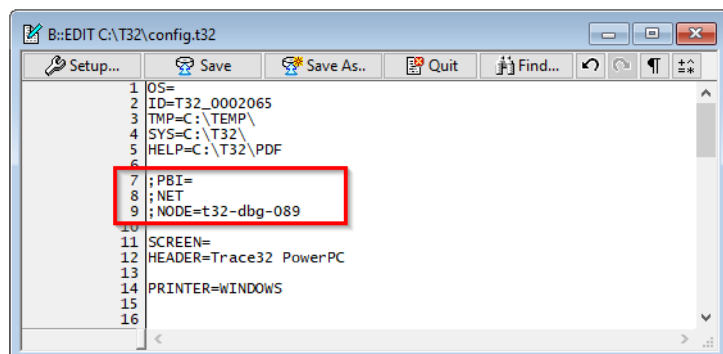 B::EDIT C:\T32\config.t32
Setup... Save Save As.. Quit Find...
1 OS=
2 ID=T32_0002065
3 TMP=C:\TEMP\
4 SYS=C:\T32\
5 HELP=C:\T32\PDF
6
7 ;PBI=
8 ;NET
9 ;NODE=t32-dbg-089
10
11 SCREEN=
12 HEADER=Trace32 PowerPC
13
14 PRINTER=WINDOWS
15
16